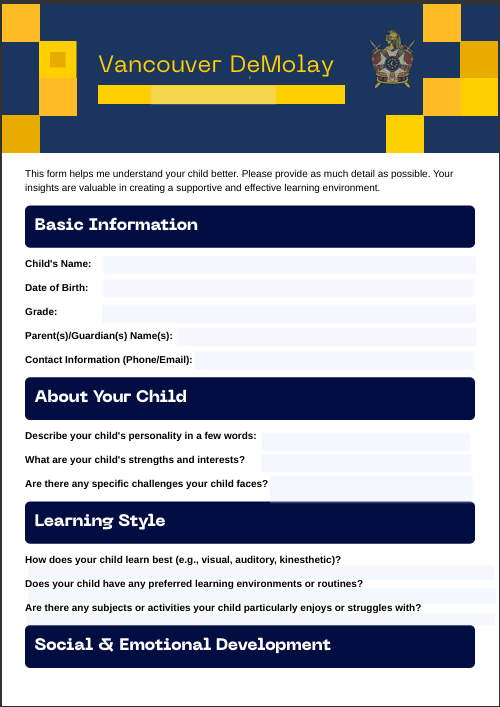 Vancouver DeMolay
This form helps me understand your child better. Please provide as much detail as possible. Your
insights are valuable in creating a supportive and effective learning environment.
Basic Information
Child's Name:
Date of Birth:
Grade:
Parent(s)/Guardian(s) Name(s):
Contact Information (Phone/Email):
About Your Child
Describe your child's personality in a few words:
What are your child's strengths and interests?
Are there any specific challenges your child faces?
Learning Style
How does your child learn best (e.g., visual, auditory, kinesthetic)?
Does your child have any preferred learning environments or routines?
Are there any subjects or activities your child particularly enjoys or struggles with?
Social & Emotional Development